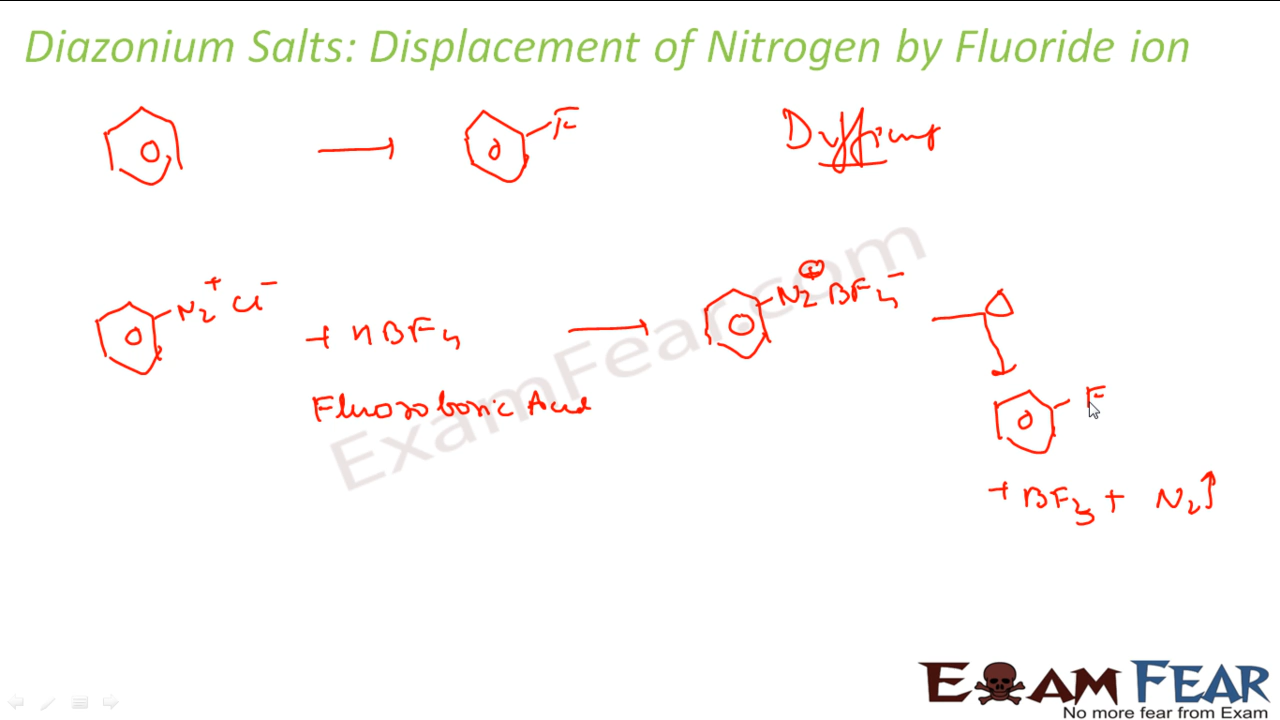 Diazonium Salts: Displacement of Nitrogen by Fluoride ion
F
N2+ Cl-
+ HBF4
N2+ BF4-
Δ
Fluoroboric Acid
F
+ BF3 + N2↑
ExamFear.com
EXAM FEAR
No more fear from Exam